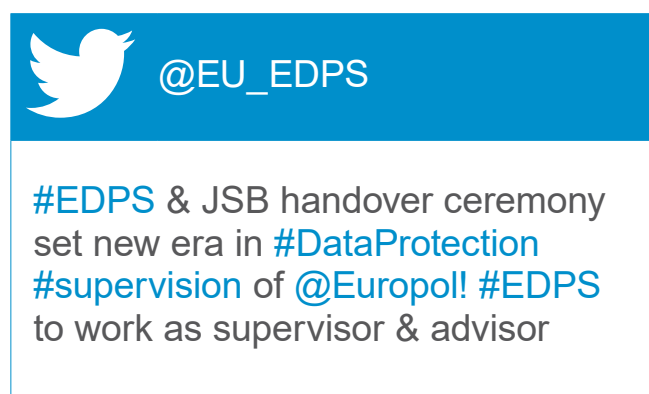 @EU_EDPS
#EDPS & JSB handover ceremony
set new era in #DataProtection
#supervision of @Europol! #EDPS
to work as supervisor & advisor